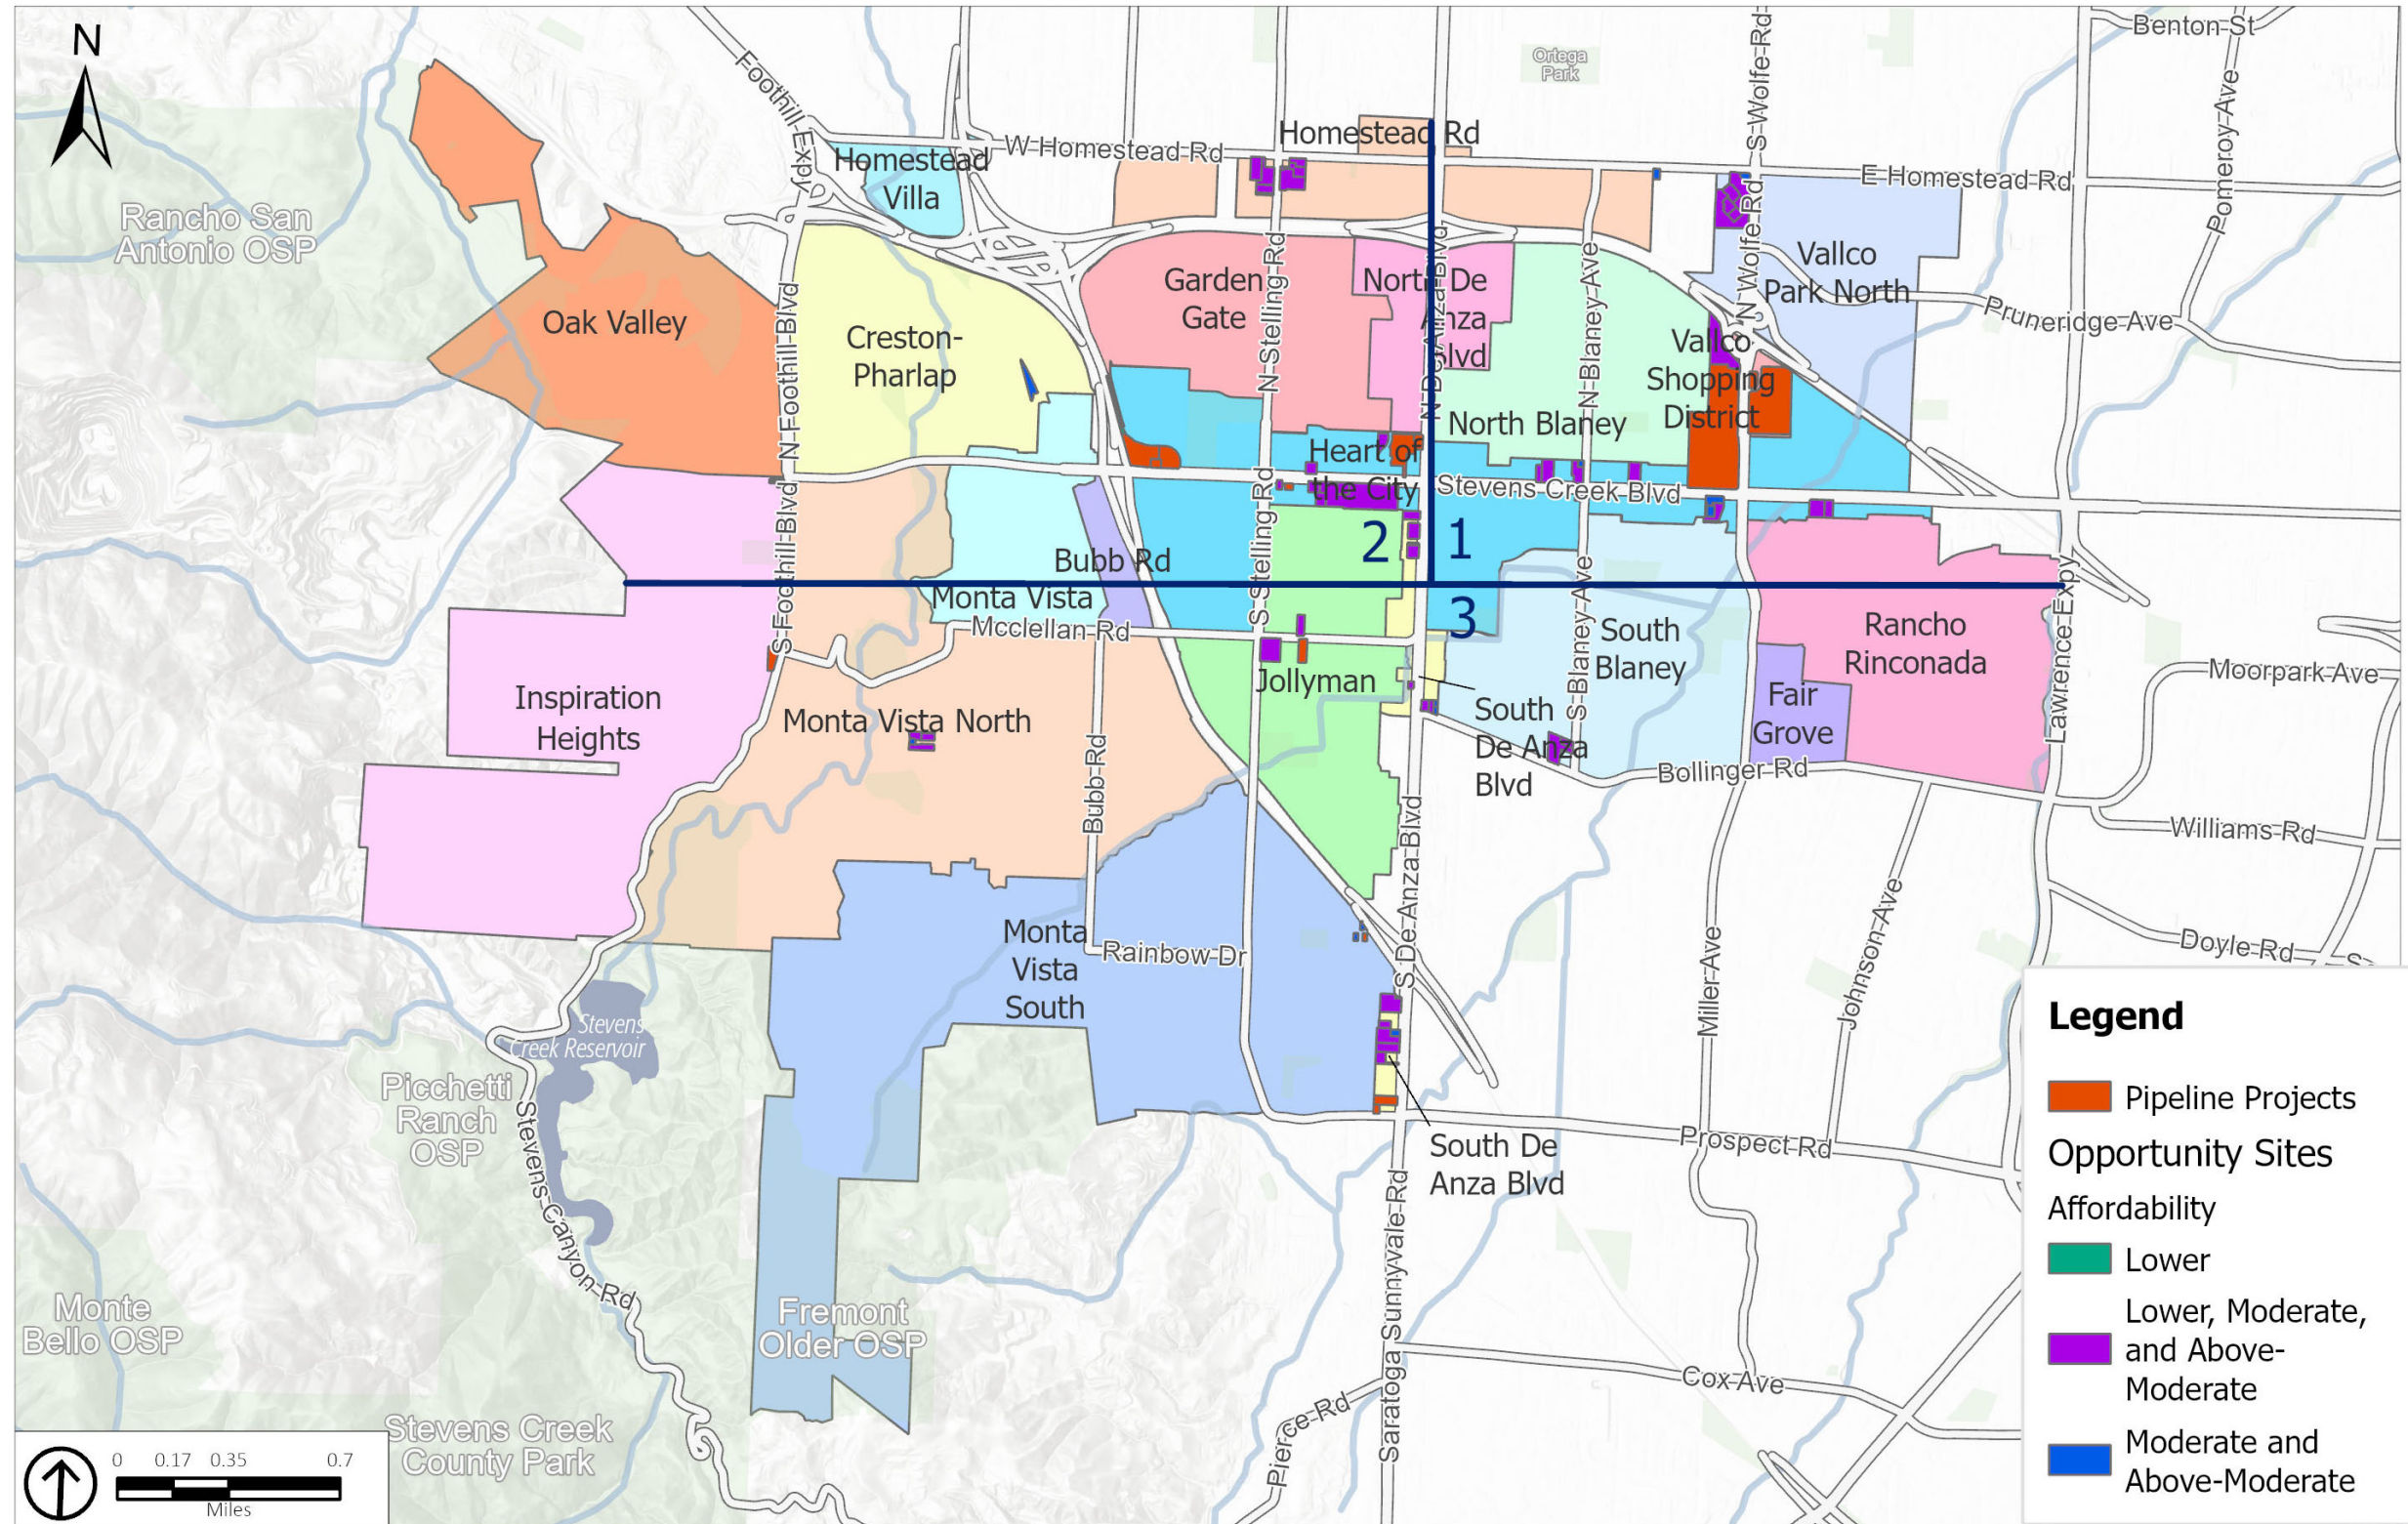 N
Benton St
Foothill Expy
Ortega
Park
S Wolfe Rd
Pomeroy Ave
Homestead Rd
W Homestead Rd
Homestead
Villa
E Homestead Rd
Rancho San
Antonio OSP
Vallco
Park North
N Wolfe Rd
Garden
Gate
N Stelling Rd
North De
Anza
Blvd
N De Anza Blvd
N Blaney Ave
Pruneridge Ave
Oak Valley
Creston-
Pharlap
N Foothill Blvd
Vallco
Shopping
District
North Blaney
Heart of
the City
Stevens Creek Blvd
S Foothill Blvd
S Stelling Rd
2
1
3
Bubb Rd
Monta Vista
Mcclellan Rd
S Blaney Ave
South
Blaney
Rancho
Rinconada
Lawrence Expy
Moorpark Ave
Jollyman
Inspiration
Heights
Monta Vista North
South
De Anza
Blvd
Fair
Grove
Bubb Rd
Bollinger Rd
Williams Rd
S De Anza Blvd
Miller Ave
Johnson Ave
Doyle Rd
S
Monta
Vista
South
Rainbow Dr
Stevens
Creek Reservoir
Picchetti
Ranch
OSP
Stevens Canyon Rd
Prospect Rd
South De
Anza Blvd
Saratoga Sunnyvale Rd
Monte
Bello OSP
Fremont
Older OSP
Cox Ave
Pierce Rd
Stevens Creek
County Park
0 0.17 0.35 0.7
Miles
Legend
Pipeline Projects
Opportunity Sites
Affordability
Lower
Lower, Moderate,
and Above-
Moderate
Moderate and
Above-Moderate